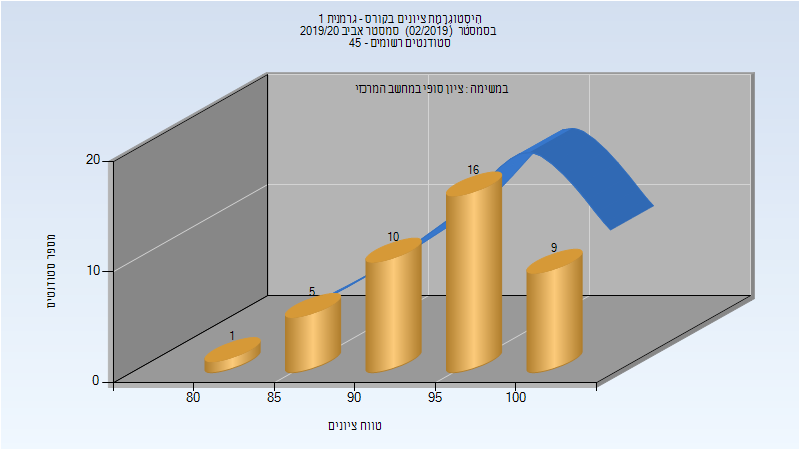 היסטוגרמת ציונים בקורס - גרמנית 1
בסמסטר (02/2019) סמסטר אביב 2019/20
סטודנטים רשומים - 45
במשימה : ציון סופי במחשב המרכזי
מספר סטודנטים
20
10
0
1
5
10
16
9
80
85
90
95
100
טווח ציונים